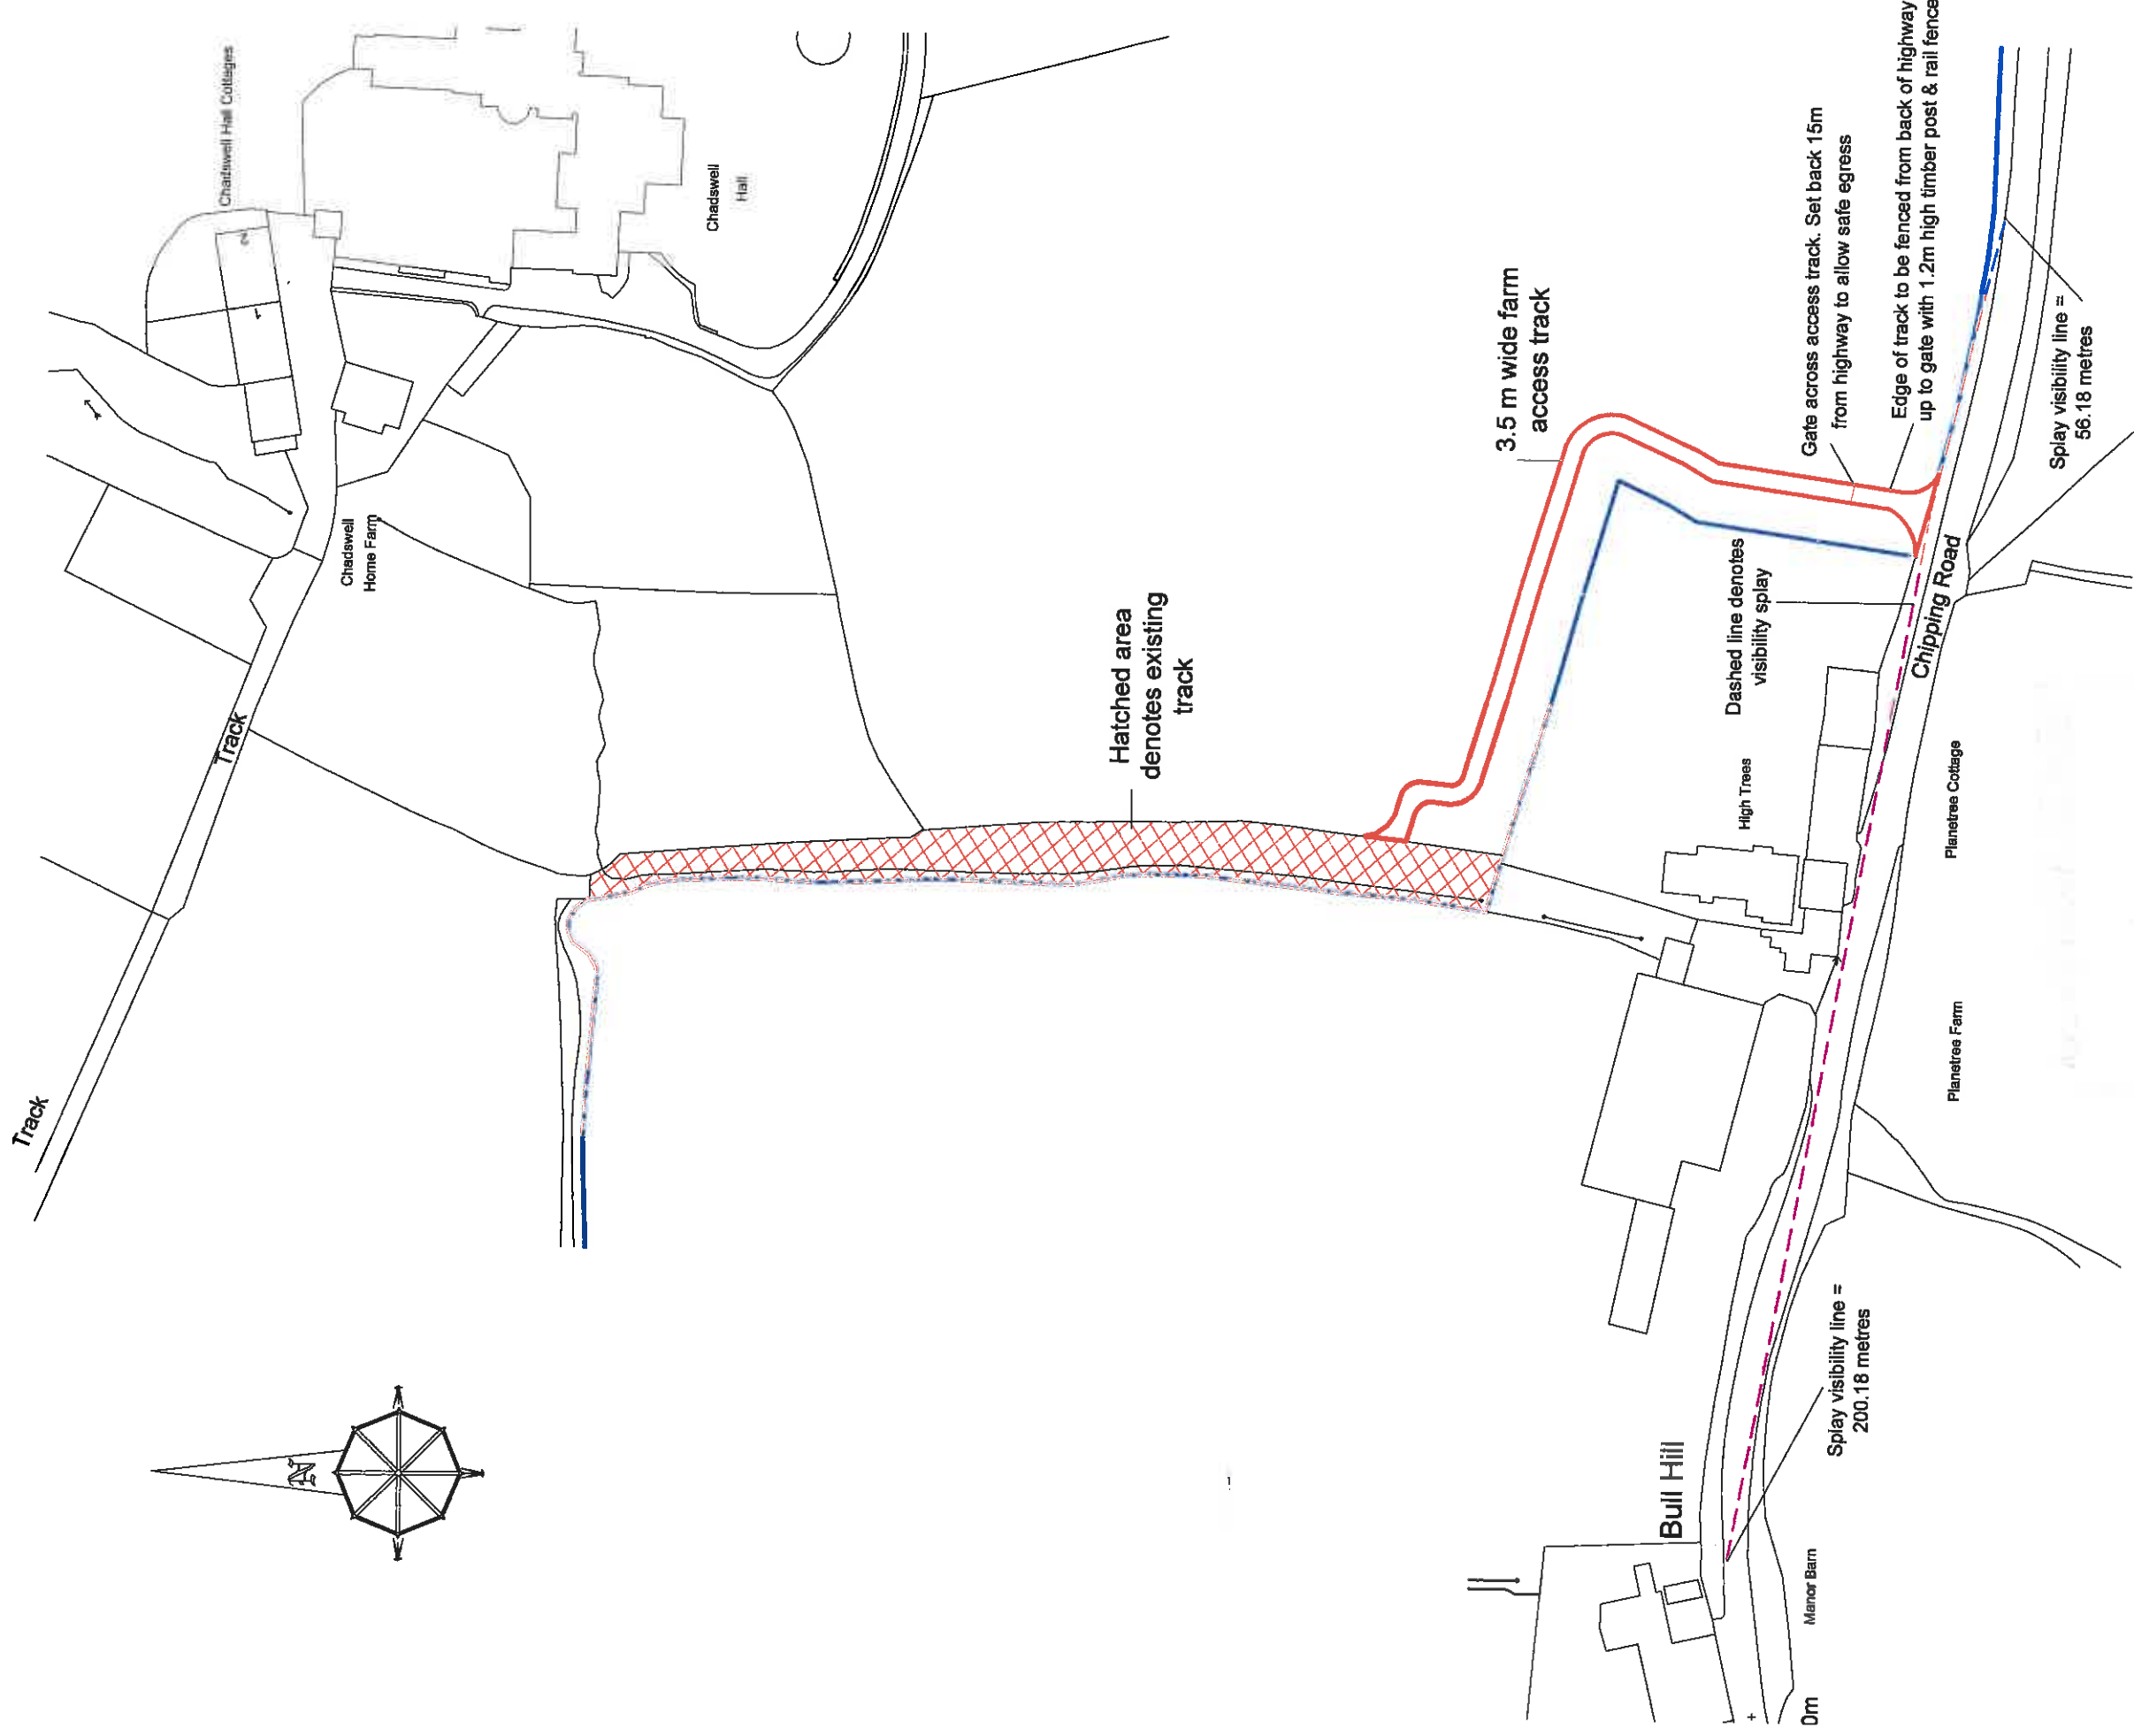 Chadswell Hall Cottages
2
1
Chadswell
Hall
Chadswell
Home Farm
Track
Track
N
Hatched area
denotes existing
track
3.5 m wide farm
access track
Gate across access track. Set back 15m
from highway to allow safe egress
Edge of track to be fenced from back of highway
up to gate with 1.2m high timber post & rail fence
Splay visibility line =
56.18 metres
Dashed line denotes
visibility splay
Chipping Road
High Trees
Planetree Cottage
Planetree Farm
Splay visibility line =
200.18 metres
Bull Hill
Manor Barn
0m